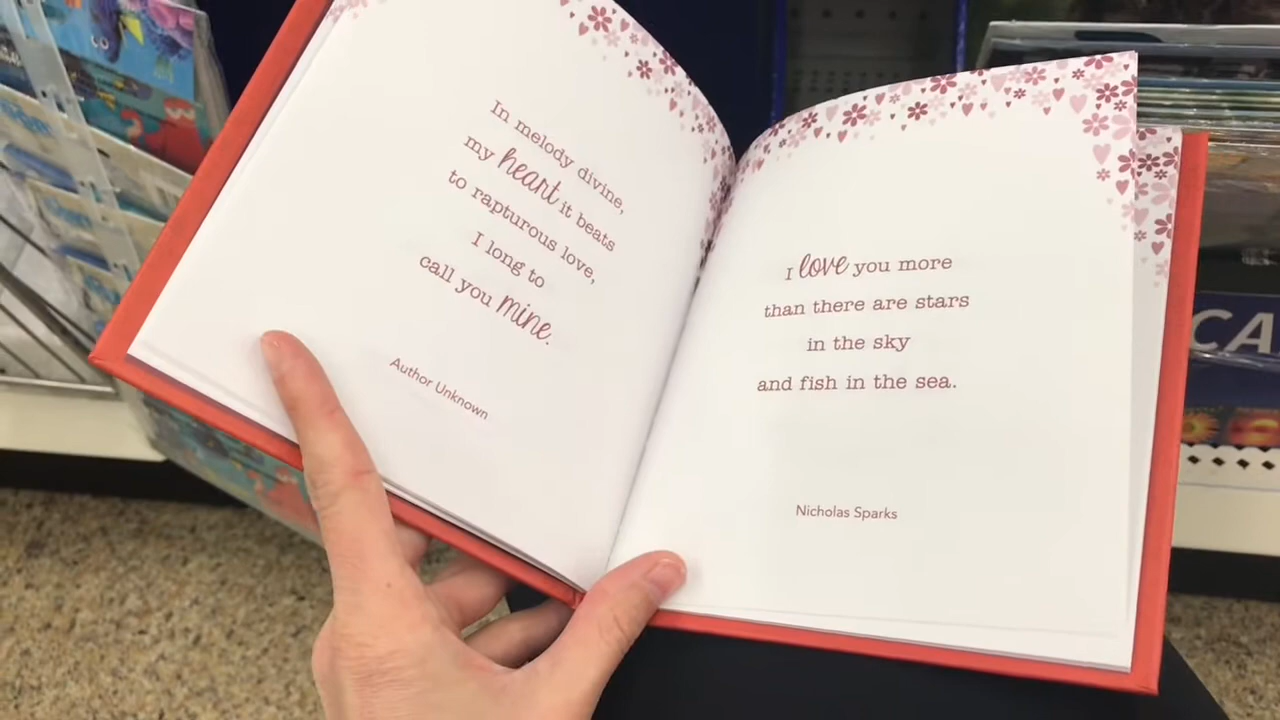 In melody divine,
my heart it beats
to rapturous love,
I long to
call you mine.
Author Unknown
I love you more
than there are stars
in the sky
and fish in the sea.
Nicholas Sparks
CA